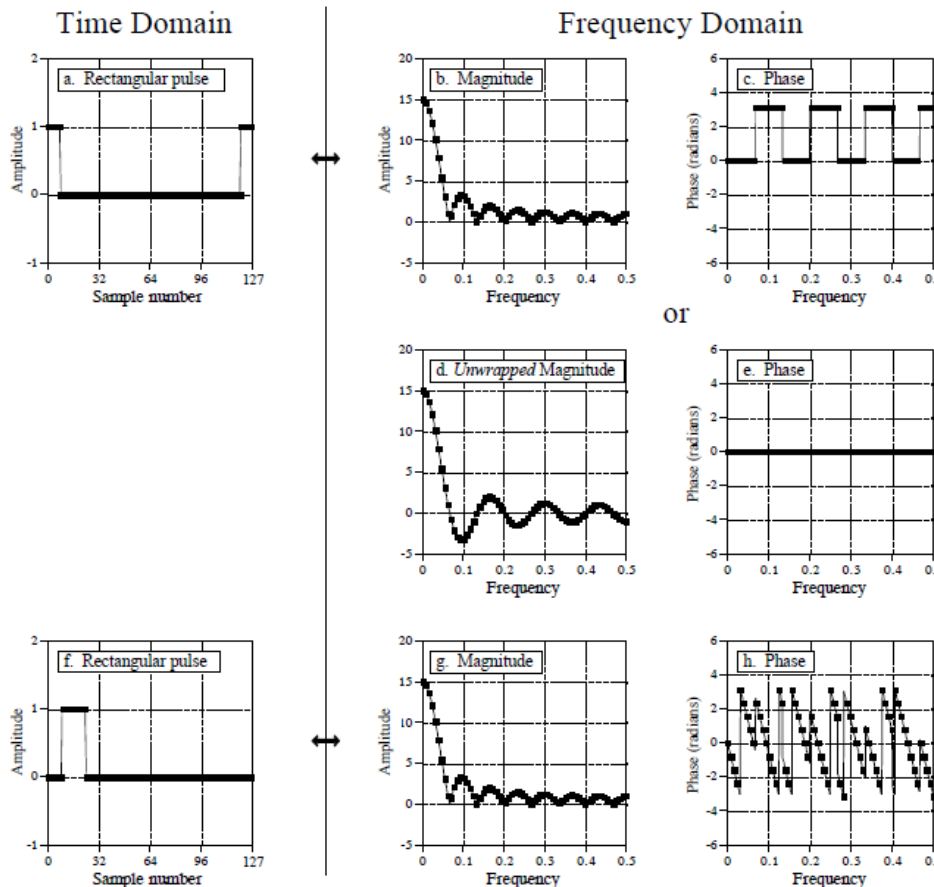 Time Domain
Frequency Domain
a. Rectangular pulse
2
1
0
-1
Amplitude
0 32 64 96 127
Sample number
b. Magnitude
20
15
10
5
0
-5
Amplitude
0 0.1 0.2 0.3 0.4 0.5
Frequency
c. Phase
6
4
2
0
-2
-4
-6
Phase (radians)
0 0.1 0.2 0.3 0.4 0.5
Frequency
or
d. Unwrapped Magnitude
20
15
10
5
0
-5
Amplitude
0 0.1 0.2 0.3 0.4 0.5
Frequency
e. Phase
6
4
2
0
-2
-4
-6
Phase (radians)
0 0.1 0.2 0.3 0.4
Frequency
f. Rectangular pulse
2
1
0
-1
Amplitude
0 32 64 96 127
Sample number
g. Magnitude
20
15
10
5
0
-5
Amplitude
0 0.1 0.2 0.3 0.4 0.5
Frequency
h. Phase
6
4
2
0
-2
-4
-6
Phase (radians)
0 0.1 0.2 0.3 0.4
Frequency